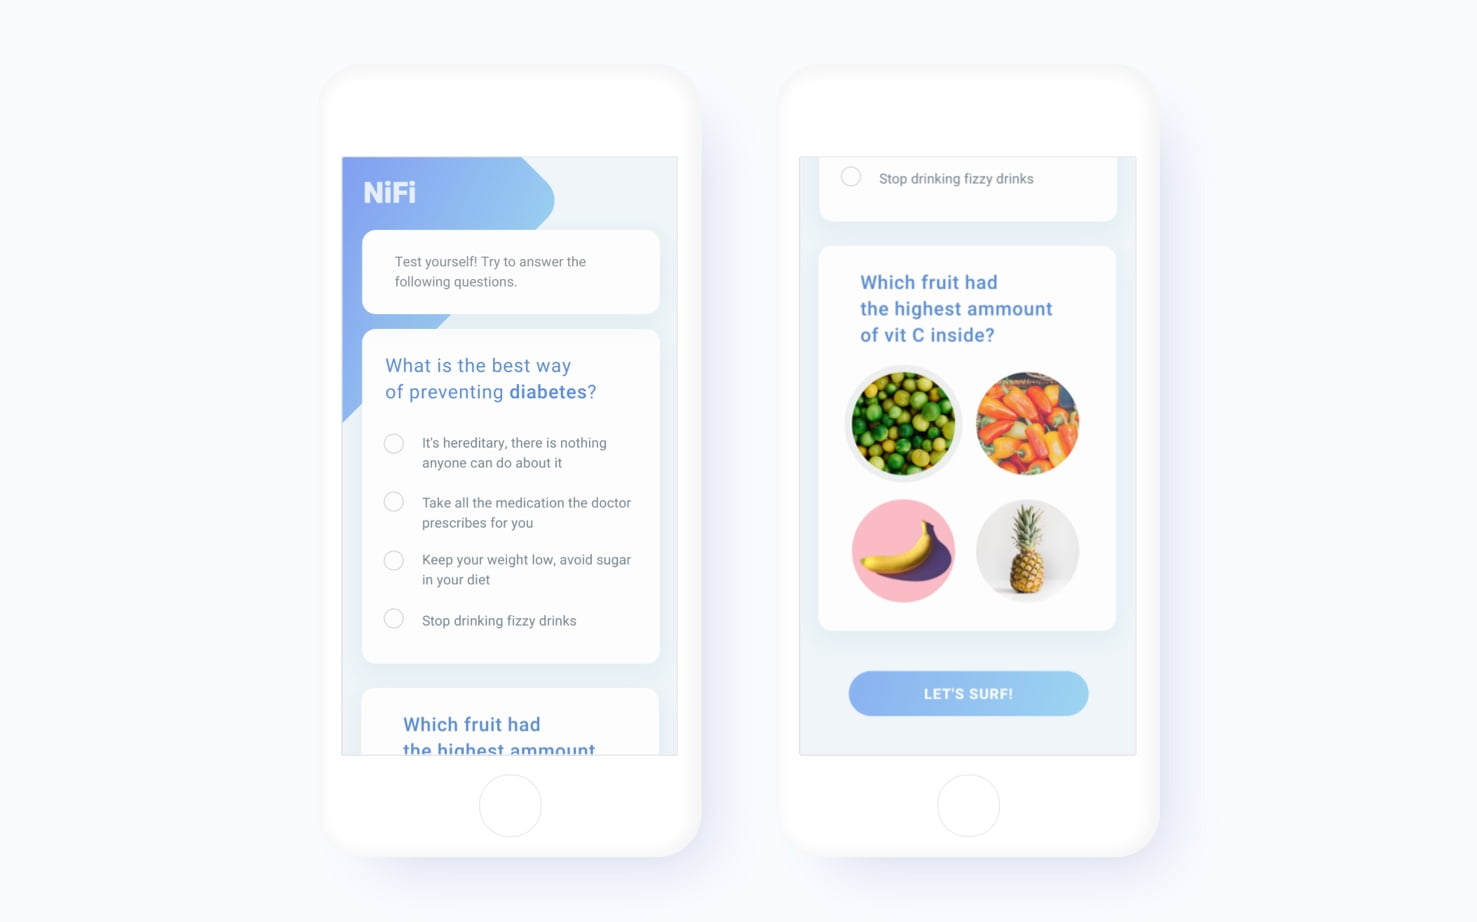 NiFi
Test yourself! Try to answer the
following questions.
What is the best way
of preventing diabetes?
It's hereditary, there is nothing
anyone can do about it
Take all the medication the doctor
prescribes for you
Keep your weight low, avoid sugar
in your diet
Stop drinking fizzy drinks
Which fruit had
the highest ammount
Stop drinking fizzy drinks
Which fruit had
the highest ammount
of vit C inside?
LET'S SURF!